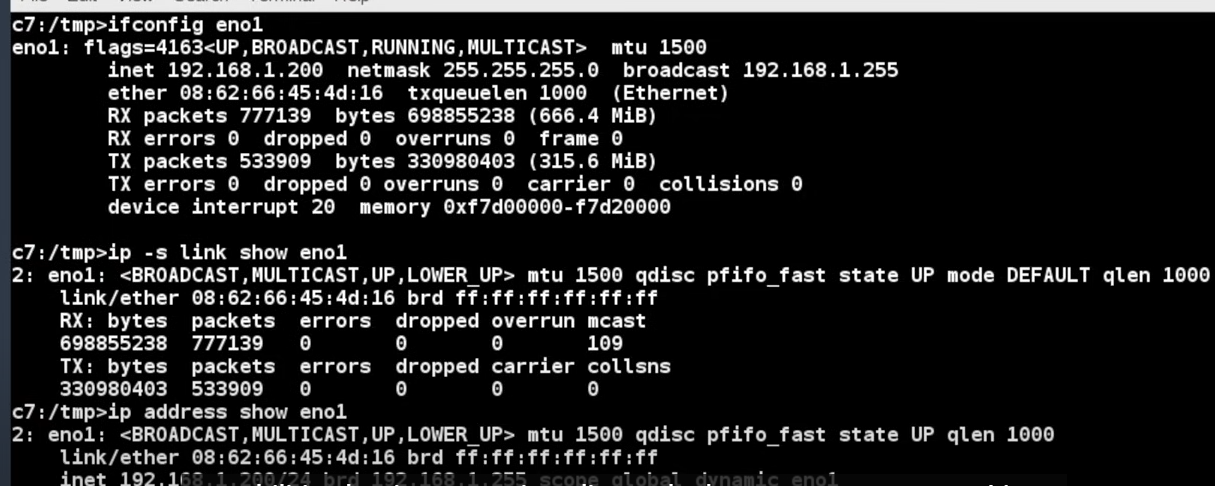 c7:/tmp>ifconfig eno1
eno1: flags=4163<UP,BROADCAST,RUNNING,MULTICAST>  mtu 1500
        inet 192.168.1.200  netmask 255.255.255.0  broadcast 192.168.1.255
        ether 08:62:66:45:4d:16  txqueuelen 1000  (Ethernet)
        RX packets 777139  bytes 698855238 (666.4 MiB)
        RX errors 0  dropped 0  overruns 0  frame 0
        TX packets 533909  bytes 330980403 (315.6 MiB)
        TX errors 0  dropped 0 overruns 0  carrier 0  collisions 0
        device interrupt 20  memory 0xf7d00000-f7d20000

c7:/tmp>ip -s link show eno1
2: eno1: <BROADCAST,MULTICAST,UP,LOWER_UP> mtu 1500 qdisc pfifo_fast state UP mode DEFAULT qlen 1000
    link/ether 08:62:66:45:4d:16 brd ff:ff:ff:ff:ff:ff
    RX: bytes  packets  errors  dropped overrun mcast
    698855238  777139   0       0       0       109
    TX: bytes  packets  errors  dropped carrier collsns
    330980403  533909   0       0       0       0
c7:/tmp>ip address show eno1
2: eno1: <BROADCAST,MULTICAST,UP,LOWER_UP> mtu 1500 qdisc pfifo_fast state UP qlen 1000
    link/ether 08:62:66:45:4d:16 brd ff:ff:ff:ff:ff:ff
    inet 192.168.1.200/24 brd 192.168.1.255 scope global dynamic eno1